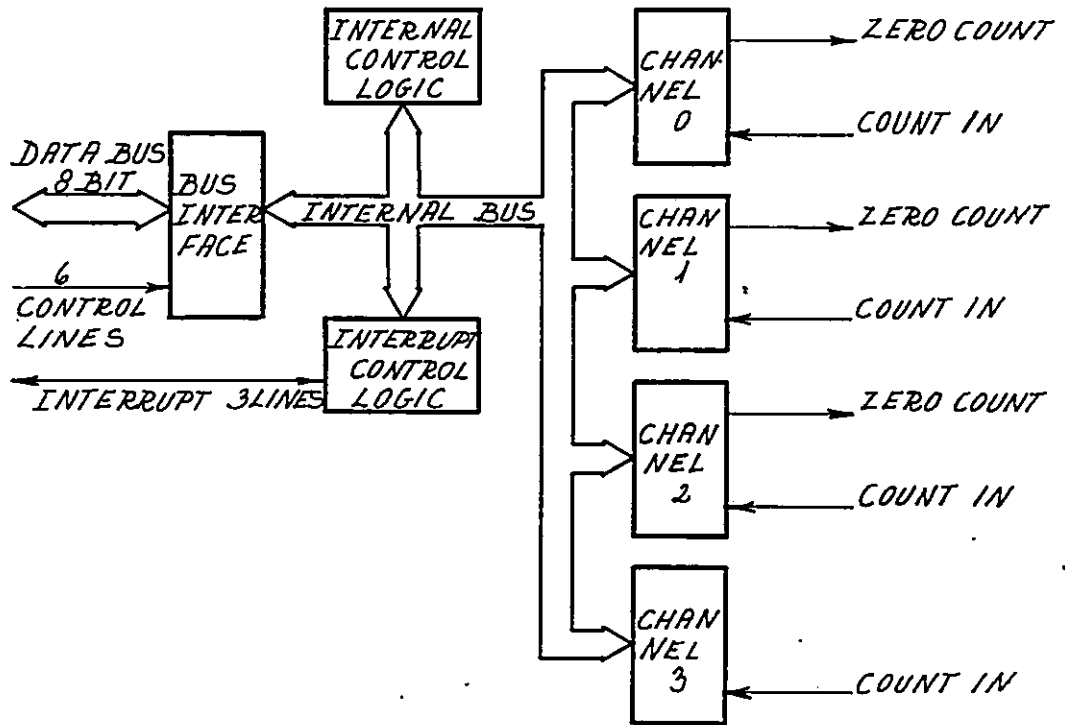 INTERNAL
CONTROL
LOGIC
DATA BUS
8 BIT
BUS
INTER
FACE
6
CONTROL
LINES
INTERNAL BUS
INTERRUPT
CONTROL
LOGIC
INTERRUPT 3LINES
CHAN-
NEL
0
ZERO COUNT
COUNT IN
CHAN
NEL
1
ZERO COUNT
COUNT IN
CHAN
NEL
2
ZERO COUNT
COUNT IN
CHAN
NEL
3
COUNT IN